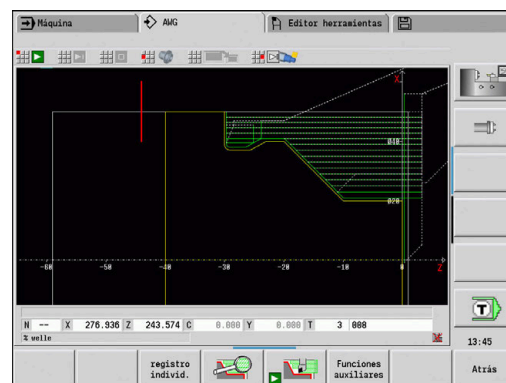 Máquina
AWG
Editor herramientas
X
ø40
ø20
-60
-50
-40
-30
-20
-10
0
Z
N -- X 276.936 Z 243.574 C 0.000 Y 0.000 T 3 000
% welle
T
13:45
registro individ.
Funciones auxiliares
Atrás